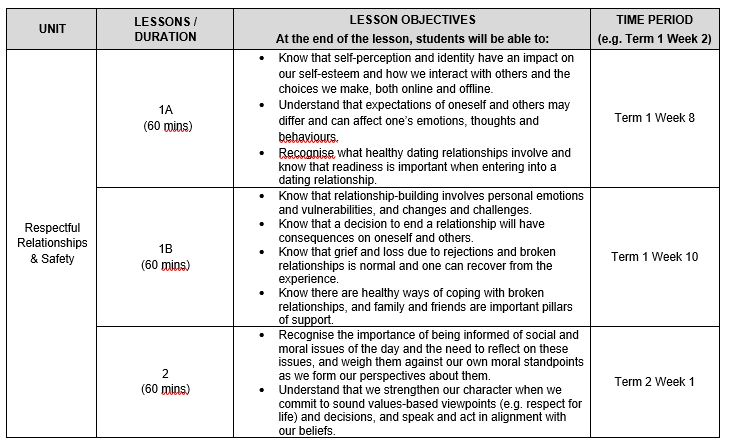 UNIT
LESSONS /
DURATION
LESSON OBJECTIVES
At the end of the lesson, students will be able to:
TIME PERIOD
(e.g. Term 1 Week 2)
Respectful
Relationships
& Safety
1A
(60 mins)
• Know that self-perception and identity have an impact on
our self-esteem and how we interact with others and the
choices we make, both online and offline.
• Understand that expectations of oneself and others may
differ and can affect one's emotions, thoughts and
behaviours.
• Recognise what healthy dating relationships involve and
know that readiness is important when entering into a
dating relationship.
Term 1 Week 8
1B
(60 mins)
• Know that relationship-building involves personal emotions
and vulnerabilities, and changes and challenges.
• Know that a decision to end a relationship will have
consequences on oneself and others.
• Know that grief and loss due to rejections and broken
relationships is normal and one can recover from the
experience.
• Know there are healthy ways of coping with broken
relationships, and family and friends are important pillars
of support.
Term 1 Week 10
2
(60 mins)
• Recognise the importance of being informed of social and
moral issues of the day and the need to reflect on these
issues, and weigh them against our own moral standpoints
as we form our perspectives about them.
• Understand that we strengthen our character when we
commit to sound values-based viewpoints (e.g. respect for
life) and decisions, and speak and act in alignment with
our beliefs.
Term 2 Week 1